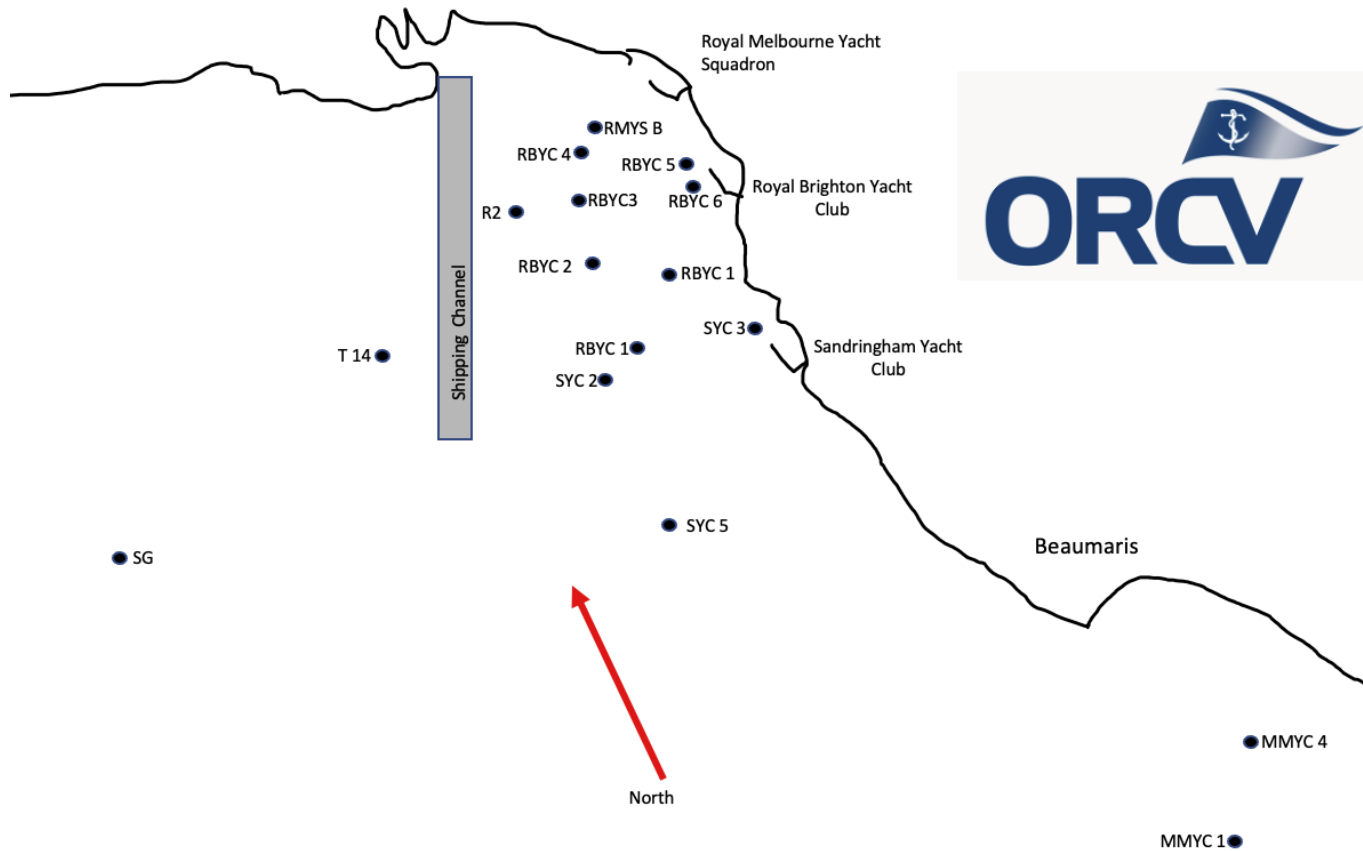 Royal Melbourne Yacht
Squadron
RMYS B
RBYC 4
RBYC 5
Royal Brighton Yacht
Club
RBYC 6
RBYC3
R2
ORCV
RBYC 2
RBYC 1
Shipping Channel
SYC 3
Sandringham Yacht
Club
RBYC 1
T 14
SYC 2
SYC 5
Beaumaris
SG
North
MMYC 4
MMYC 1